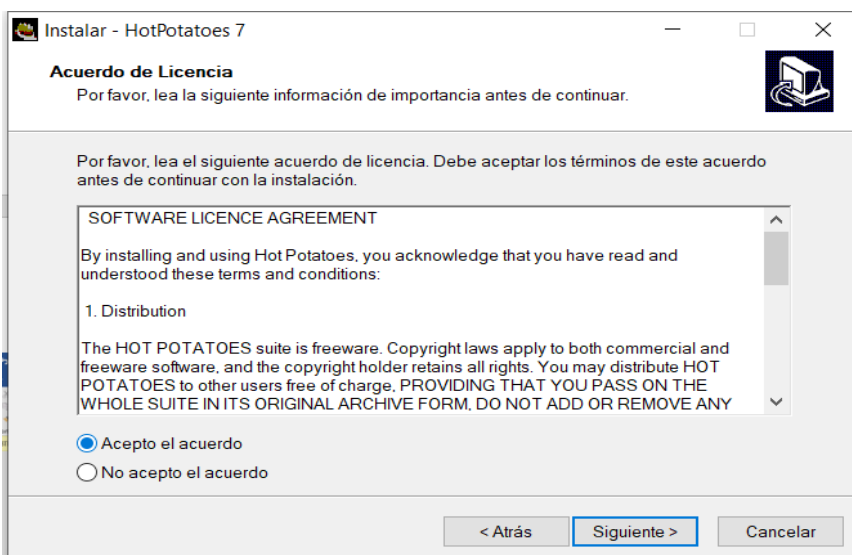 Instalar - HotPotatoes 7
Acuerdo de Licencia
Por favor, lea la siguiente información de importancia antes de continuar.
Por favor, lea el siguiente acuerdo de licencia. Debe aceptar los términos de este acuerdo
antes de continuar con la instalación.
SOFTWARE LICENCE AGREEMENT
By installing and using Hot Potatoes, you acknowledge that you have read and
understood these terms and conditions:
1. Distribution
The HOT POTATOES suite is freeware. Copyright laws apply to both commercial and
freeware software, and the copyright holder retains all rights. You may distribute HOT
POTATOES to other users free of charge, PROVIDING THAT YOU PASS ON THE
WHOLE SUITE IN ITS ORIGINAL ARCHIVE FORM, DO NOT ADD OR REMOVE ANY
Acepto el acuerdo
No acepto el acuerdo
< Atrás
Siguiente >
Cancelar